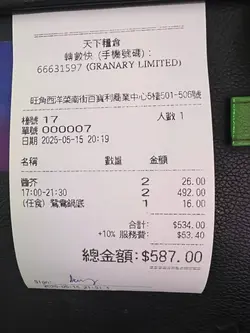 天下糧倉
轉數快 (手機號碼) :
66631597 (GRANARY LIMITED)
旺角西洋菜南街百寶利商業中心5樓501-506號
檯號 17 人數 1
單號 000007
日期 2025-05-15 20:19
名稱 數量 金額
醬芥 2 26.00
17:00-21:30 2 492.00
(任食) 鴛鴦鍋底 1 16.00
合計: $534.00
+10% 服務費: $53.40
總金額: $587.00